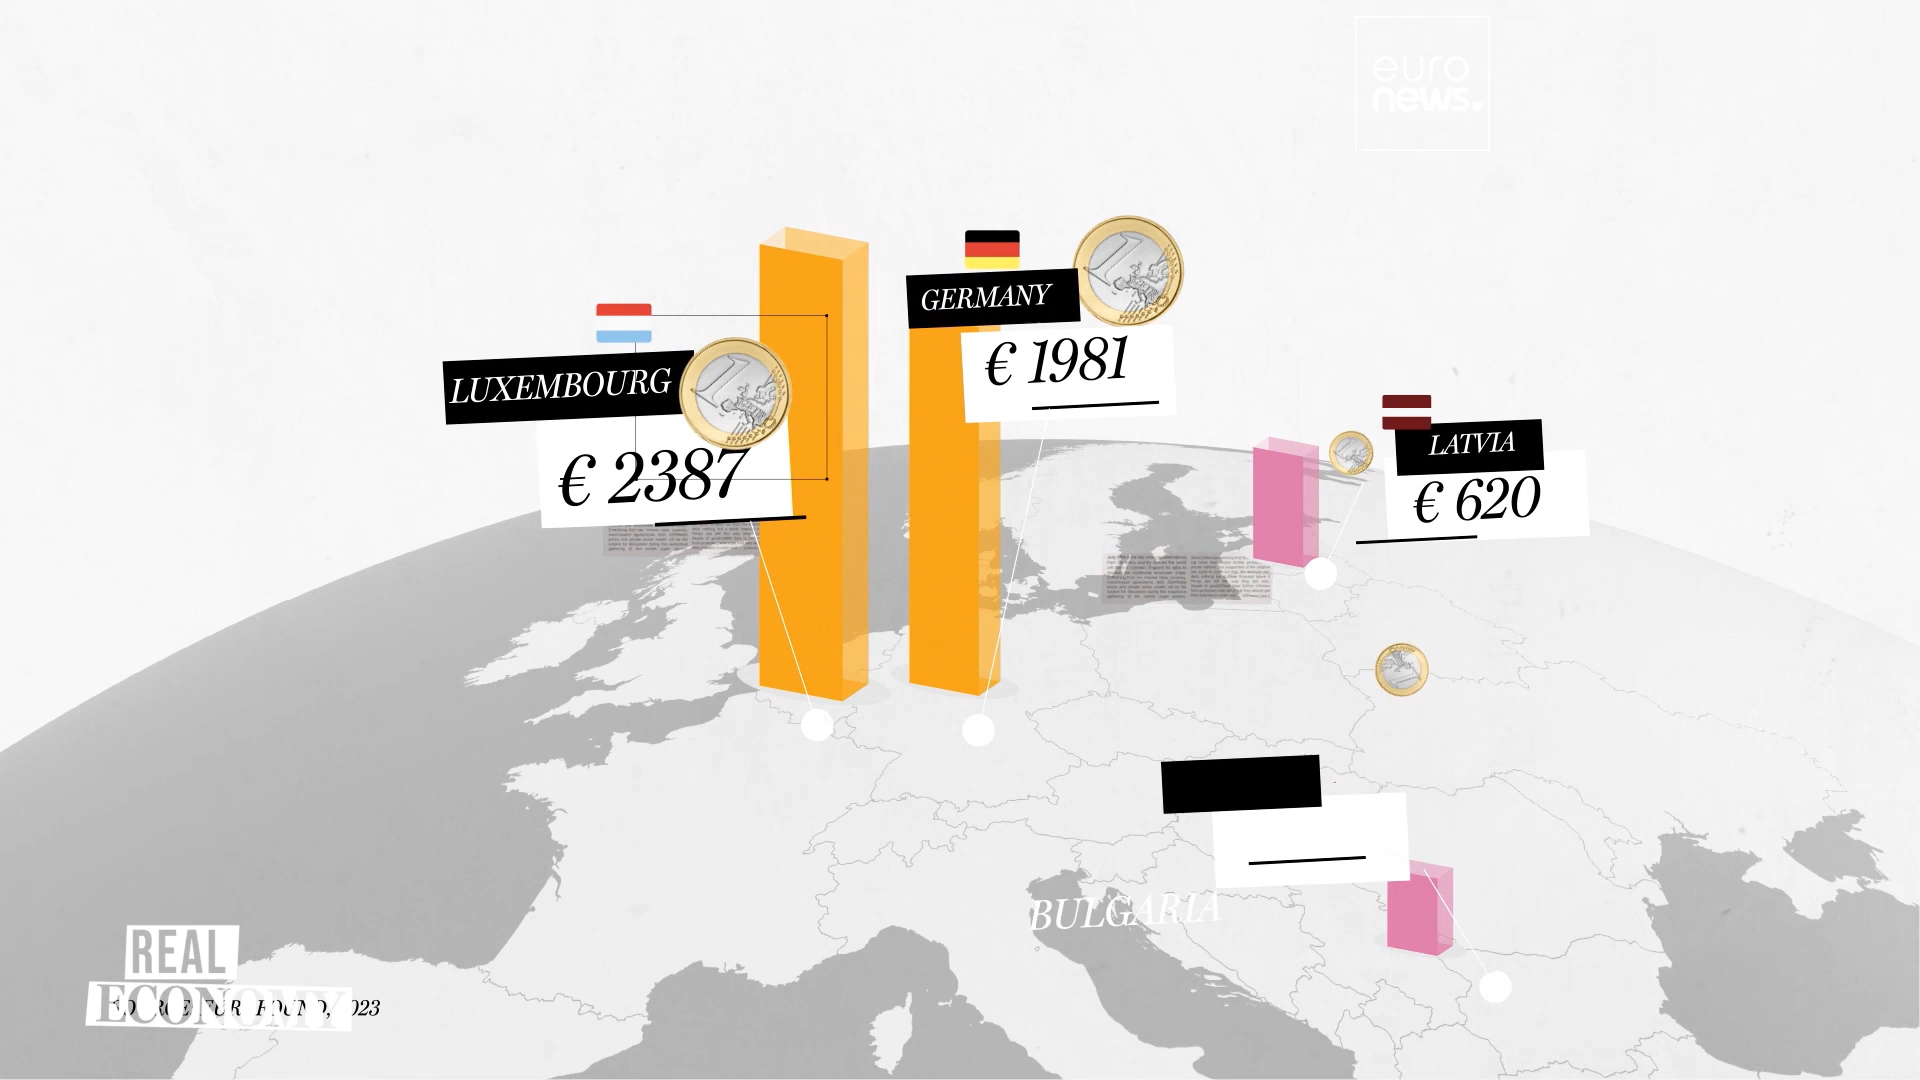 euro
news.
GERMANY
€ 1981
LUXEMBOURG
€ 2387
LATVIA
€ 620
BULGARIA
REAL
ECONOMY